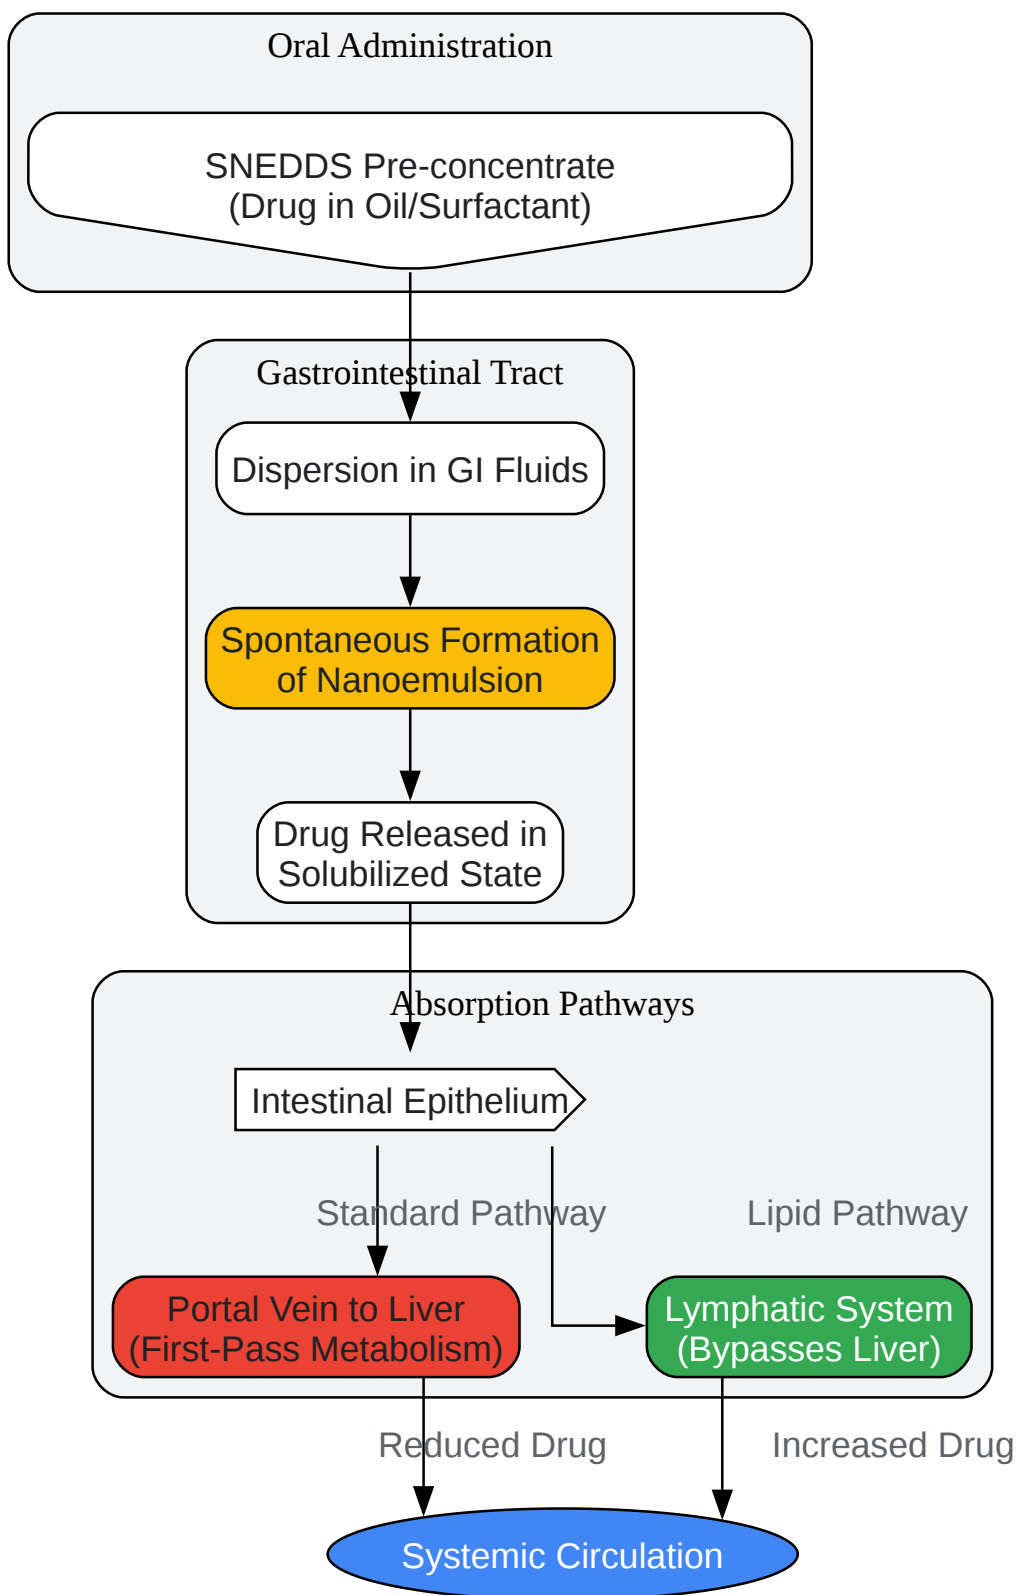 Oral Administration
SNEDDS Pre-concentrate
(Drug in Oil/Surfactant)
Gastrointestinal Tract
Dispersion in GI Fluids
Spontaneous Formation
of Nanoemulsion
Drug Released in
Solubilized State
Absorption Pathways
Intestinal Epithelium
Standard Pathway
Lipid Pathway
Portal Vein to Liver
(First-Pass Metabolism)
Lymphatic System
(Bypasses Liver)
Reduced Drug
Increased Drug
Systemic Circulation